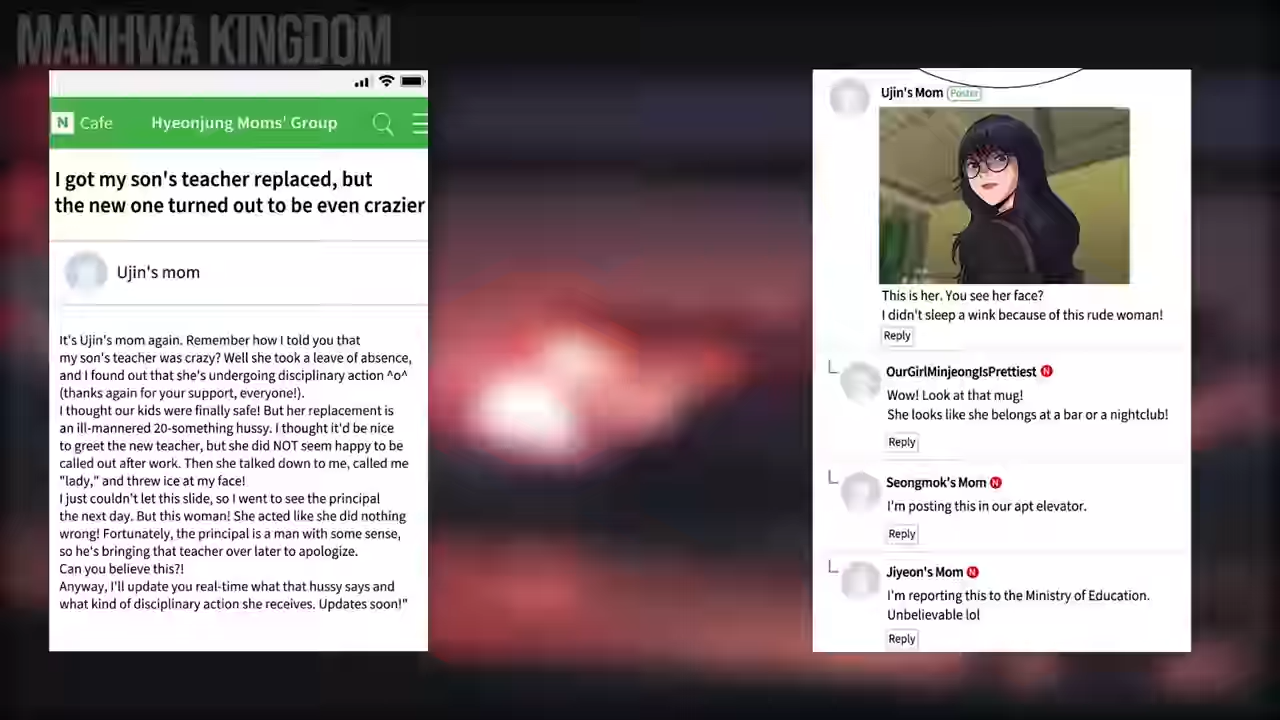 MANHWA KINGDOM
N Cafe
Hyeonjung Moms' Group
I got my son's teacher replaced, but
the new one turned out to be even crazier
Ujin's mom
It's Ujin's mom again. Remember how I told you that
my son's teacher was crazy? Well she took a leave of absence,
and I found out that she's undergoing disciplinary action ^o^
(thanks again for your support, everyone!).
I thought our kids were finally safe! But her replacement is
an ill-mannered 20-something hussy. I thought it'd be nice
to greet the new teacher, but she did NOT seem happy to be
called out after work. Then she talked down to me, called me
"lady," and threw ice at my face!
I just couldn't let this slide, so I went to see the principal
the next day. But this woman! She acted like she did nothing
wrong! Fortunately, the principal is a man with some sense,
so he's bringing that teacher over later to apologize.
Can you believe this?!
Anyway, I'll update you real-time what that hussy says and
what kind of disciplinary action she receives. Updates soon!"
Ujin's Mom Poster
This is her. You see her face?
I didn't sleep a wink because of this rude woman!
Reply
OurGirlMinjeongIsPrettiest N
Wow! Look at that mug!
She looks like she belongs at a bar or a nightclub!
Reply
Seongmok's Mom N
I'm posting this in our apt elevator.
Reply
Jiyeon's Mom N
I'm reporting this to the Ministry of Education.
Unbelievable lol
Reply